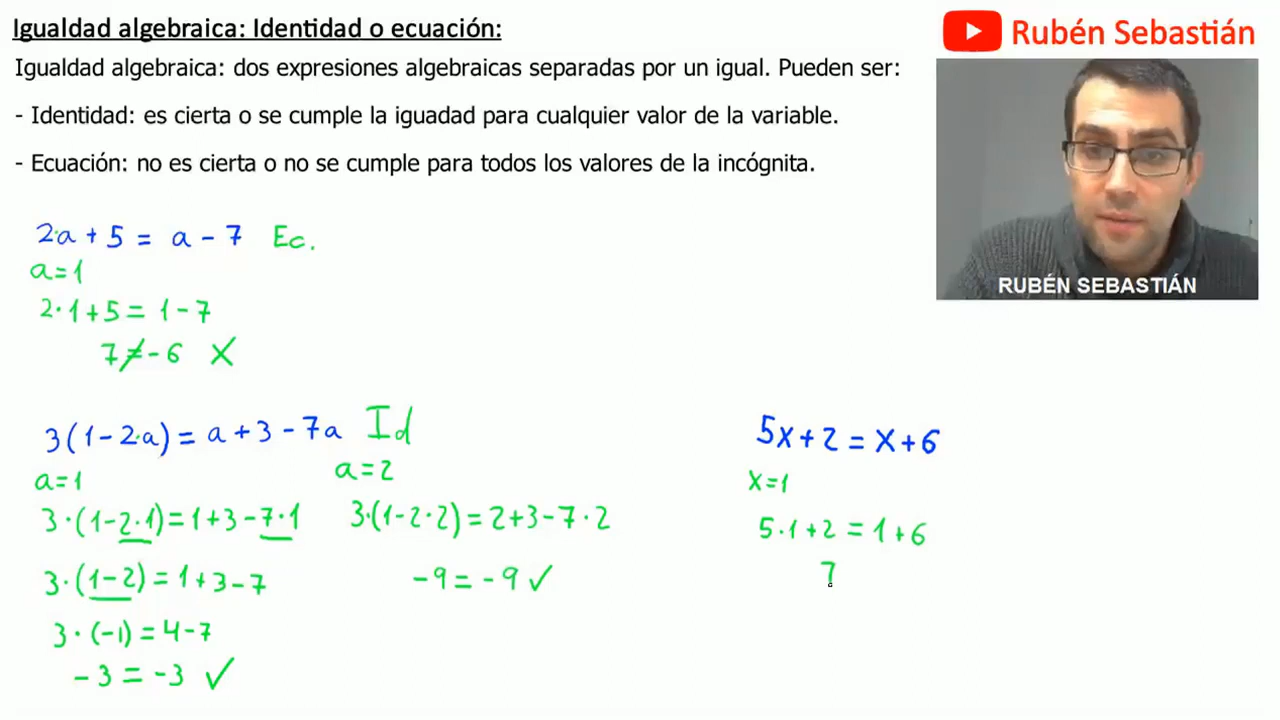 Igualdad algebraica: Identidad o ecuación:
Igualdad algebraica: dos expresiones algebraicas separadas por un igual. Pueden ser:
- Identidad: es cierta o se cumple la iguadad para cualquier valor de la variable.
- Ecuación: no es cierta o no se cumple para todos los valores de la incógnita.
Rubén Sebastián
RUBÉN SEBASTIÁN
2·a + 5 = a - 7 Ec.
a = 1
2·1 + 5 = 1 - 7
7 ≠ -6 X
3(1 - 2·a) = a + 3 - 7a Id
a = 1
3·(1 - 2·1) = 1 + 3 - 7·1
3·(1 - 2) = 1 + 3 - 7
3·(-1) = 4 - 7
-3 = -3 ✓
a = 2
3·(1 - 2·2) = 2 + 3 - 7·2
-9 = -9 ✓
5x + 2 = x + 6
x = 1
5·1 + 2 = 1 + 6
7